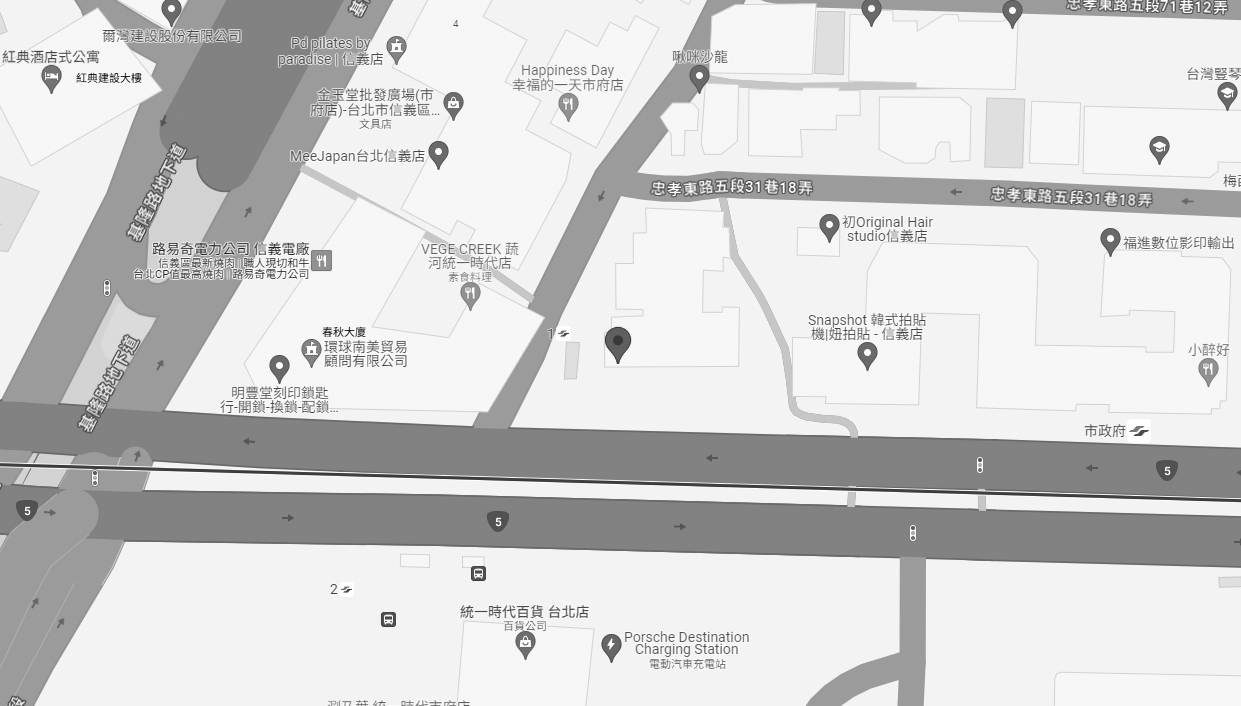 忠孝東路五段71巷12弄
4
爾灣建設股份有限公司
紅典酒店式公寓
紅典建設大樓
Pd pilates by
paradise | 信義店
Happiness Day
幸福的一天市府店
啾咪沙龍
台灣豎琴
金玉堂批發廣場(市
府店)-台北市信義區...
文具店
MeeJapan台北信義店
基隆路地下道
忠孝東路五段31巷18弄
忠孝東路五段31巷18弄
初Original Hair
studio信義店
福進數位影印輸出
路易奇電力公司 信義電廠
信義區最新燒肉||職人現切和牛
台北CP值最高燒肉||路易奇電力公司
VEGE CREEK 蔬
河統一時代店
素食料理
春秋大廈
環球南美貿易
顧問有限公司
1
Snapshot 韓式拍貼
機|妞拍貼 - 信義店
小醉好
基隆路地下道
明豐堂刻印鎖匙
行-開鎖-換鎖-配鎖...
市政府
5
5
5
2
統一時代百貨 台北店
百貨公司
Porsche Destination
Charging Station
電動汽車充電站
段